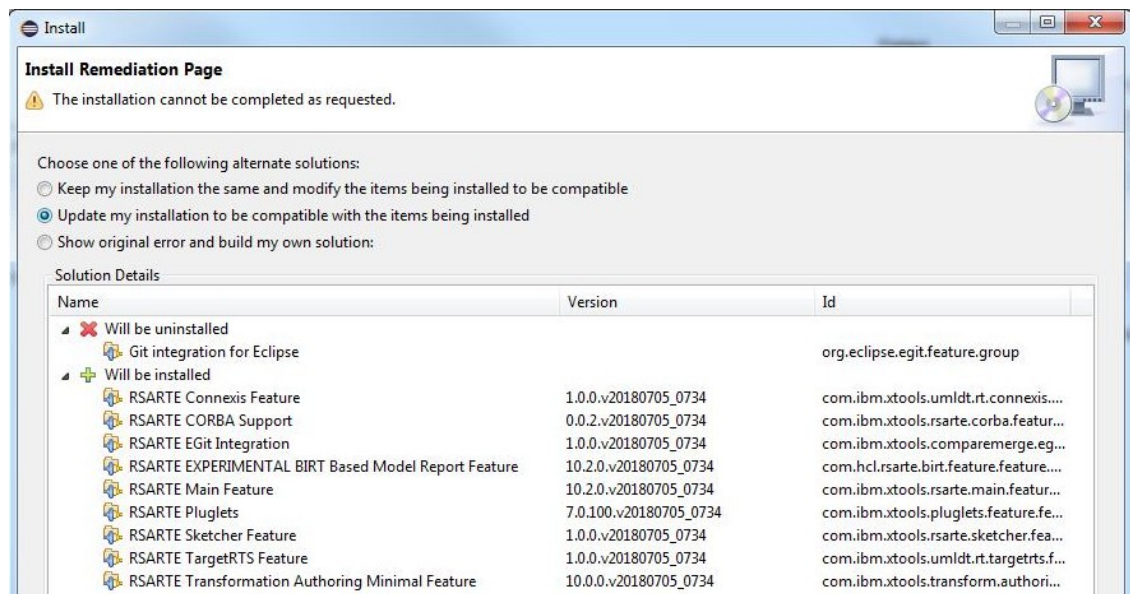 Install
Install Remediation Page
The installation cannot be completed as requested.
Choose one of the following alternate solutions:
Keep my installation the same and modify the items being installed to be compatible
Update my installation to be compatible with the items being installed
Show original error and build my own solution:
Solution Details
Name Version Id
Will be uninstalled
Git integration for Eclipse org.eclipse.egit.feature.group
Will be installed
RSARTE Connexis Feature 1.0.0.v20180705_0734 com.ibm.xtools.umldt.rt.connexis....
RSARTE CORBA Support 0.0.2.v20180705_0734 com.ibm.xtools.rsarte.corba.featur...
RSARTE EGit Integration 1.0.0.v20180705_0734 com.ibm.xtools.comparemerge.eg...
RSARTE EXPERIMENTAL BIRT Based Model Report Feature 10.2.0.v20180705_0734 com.hcl.rsarte.birt.feature.feature....
RSARTE Main Feature 10.2.0.v20180705_0734 com.ibm.xtools.rsarte.main.featur...
RSARTE Pluglets 7.0.100.v20180705_0734 com.ibm.xtools.pluglets.feature.fe...
RSARTE Sketcher Feature 1.0.0.v20180705_0734 com.ibm.xtools.rsarte.sketcher.fea...
RSARTE TargetRTS Feature 1.0.0.v20180705_0734 com.ibm.xtools.umldt.rt.targetrts.f...
RSARTE Transformation Authoring Minimal Feature 10.0.0.v20180705_0734 com.ibm.xtools.transform.authori...